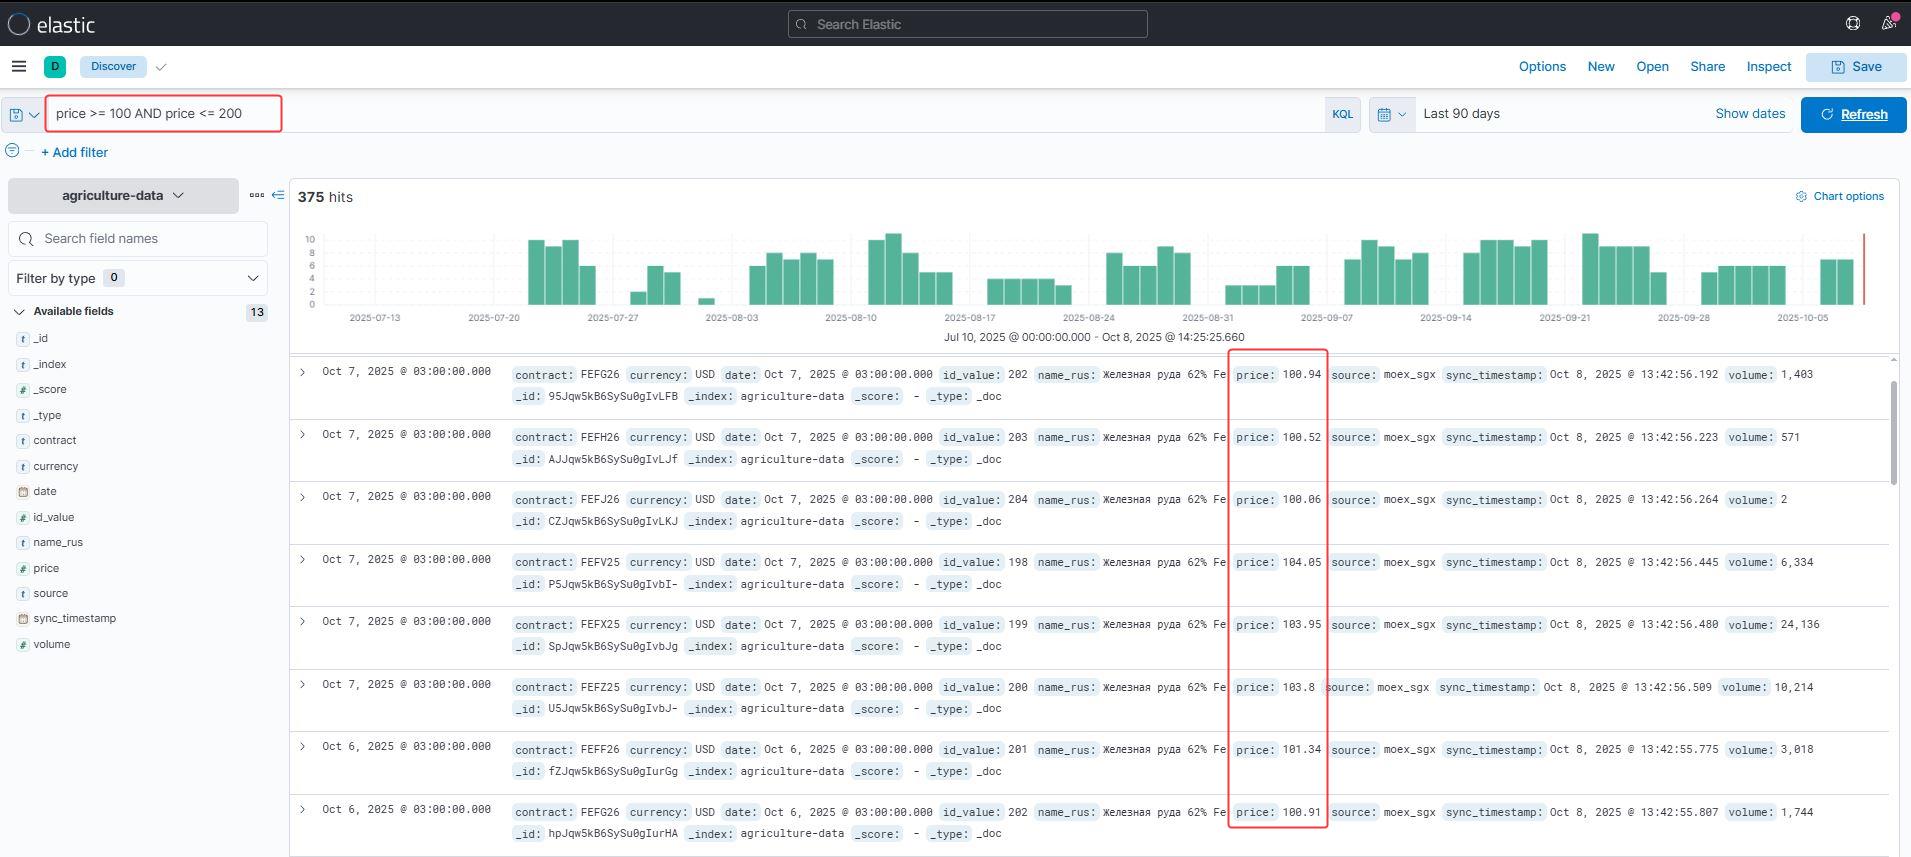 elastic
Search Elastic
D
Discover
Options New Open Share Inspect Save
price >= 100 AND price <= 200
KQL
Last 90 days
Show dates
Refresh
+ Add filter
agriculture-data
375 hits
Chart options
Search field names
Filter by type 0
Available fields 13
t _id
t _index
# _score
t _type
t contract
t currency
date
# id_value
t name_rus
# price
t source
sync_timestamp
# volume
10
8
6
4
2
0
2025-07-13 2025-07-20 2025-07-27 2025-08-03 2025-08-10 2025-08-17 2025-08-24 2025-08-31 2025-09-07 2025-09-14 2025-09-21 2025-09-28 2025-10-05
Jul 10, 2025 @ 00:00:00.000 - Oct 8, 2025 @ 14:25:25.660
Oct 7, 2025 @ 03:00:00.000 contract: FEFG26 currency: USD date: Oct 7, 2025 @ 03:00:00.000 id_value: 202 name_rus: Железная руда 62% Fe price: 100.94 source: moex_sgx sync_timestamp: Oct 8, 2025 @ 13:42:56.192 volume: 1,403
_id: 95Jqw5kB6SySu0gIvLFB _index: agriculture-data _score: - _type: _doc
Oct 7, 2025 @ 03:00:00.000 contract: FEFH26 currency: USD date: Oct 7, 2025 @ 03:00:00.000 id_value: 203 name_rus: Железная руда 62% Fe price: 100.52 source: moex_sgx sync_timestamp: Oct 8, 2025 @ 13:42:56.223 volume: 571
_id: AJJqw5kB6SySu0gIvLJf _index: agriculture-data _score: - _type: _doc
Oct 7, 2025 @ 03:00:00.000 contract: FEFJ26 currency: USD date: Oct 7, 2025 @ 03:00:00.000 id_value: 204 name_rus: Железная руда 62% Fe price: 100.06 source: moex_sgx sync_timestamp: Oct 8, 2025 @ 13:42:56.264 volume: 2
_id: CZJqw5kB6SySu0gIvLKJ _index: agriculture-data _score: - _type: _doc
Oct 7, 2025 @ 03:00:00.000 contract: FEFV25 currency: USD date: Oct 7, 2025 @ 03:00:00.000 id_value: 198 name_rus: Железная руда 62% Fe price: 104.05 source: moex_sgx sync_timestamp: Oct 8, 2025 @ 13:42:56.445 volume: 6,334
_id: P5Jqw5kB6SySu0gIvbI- _index: agriculture-data _score: - _type: _doc
Oct 7, 2025 @ 03:00:00.000 contract: FEFX25 currency: USD date: Oct 7, 2025 @ 03:00:00.000 id_value: 199 name_rus: Железная руда 62% Fe price: 103.95 source: moex_sgx sync_timestamp: Oct 8, 2025 @ 13:42:56.480 volume: 24,136
_id: SpJqw5kB6SySu0gIvbJg _index: agriculture-data _score: - _type: _doc
Oct 7, 2025 @ 03:00:00.000 contract: FEFZ25 currency: USD date: Oct 7, 2025 @ 03:00:00.000 id_value: 200 name_rus: Железная руда 62% Fe price: 103.8 source: moex_sgx sync_timestamp: Oct 8, 2025 @ 13:42:56.509 volume: 10,214
_id: U5Jqw5kB6SySu0gIvbJ- _index: agriculture-data _score: - _type: _doc
Oct 6, 2025 @ 03:00:00.000 contract: FEFF26 currency: USD date: Oct 6, 2025 @ 03:00:00.000 id_value: 201 name_rus: Железная руда 62% Fe price: 101.34 source: moex_sgx sync_timestamp: Oct 8, 2025 @ 13:42:55.775 volume: 3,018
_id: fZJqw5kB6SySu0gIurGg _index: agriculture-data _score: - _type: _doc
Oct 6, 2025 @ 03:00:00.000 contract: FEFG26 currency: USD date: Oct 6, 2025 @ 03:00:00.000 id_value: 202 name_rus: Железная руда 62% Fe price: 100.91 source: moex_sgx sync_timestamp: Oct 8, 2025 @ 13:42:55.807 volume: 1,744
_id: hpJqw5kB6SySu0gIurHA _index: agriculture-data _score: - _type: _doc